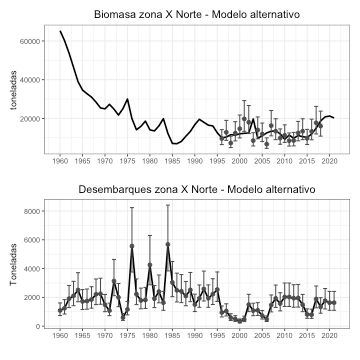 Biomasa zona X Norte - Modelo alternativo
toneladas
60000
40000
20000
1960 1965 1970 1975 1980 1985 1990 1995 2000 2005 2010 2015 2020
Desembarques zona X Norte - Modelo alternativo
Toneladas
8000
6000
4000
2000
0
1960 1965 1970 1975 1980 1985 1990 1995 2000 2005 2010 2015 2020